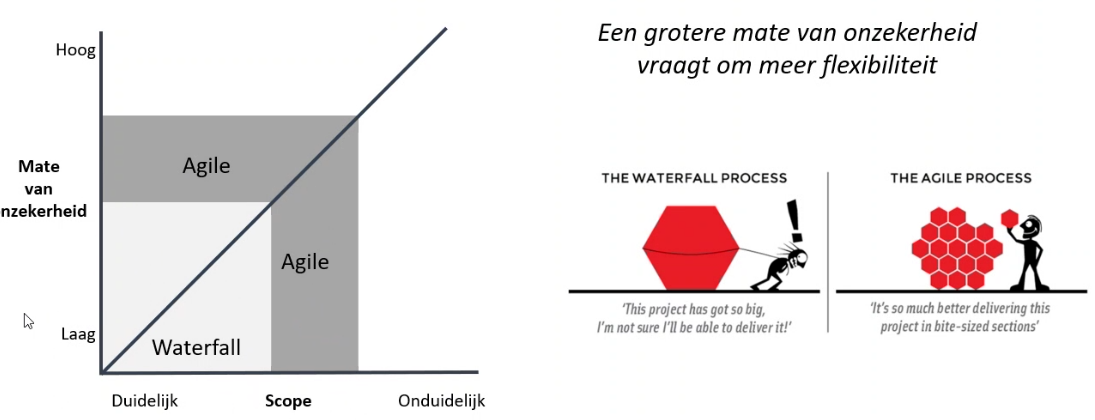 Hoog
Mate
van
nzekerheid
Laag
Agile
Agile
Waterfall
Duidelijk
Scope
Onduidelijk
Een grotere mate van onzekerheid
vraagt om meer flexibiliteit
THE WATERFALL PROCESS
'This project has got so big,
I'm not sure I'll be able to deliver it!'
THE AGILE PROCESS
'It's so much better delivering this
project in bite-sized sections'